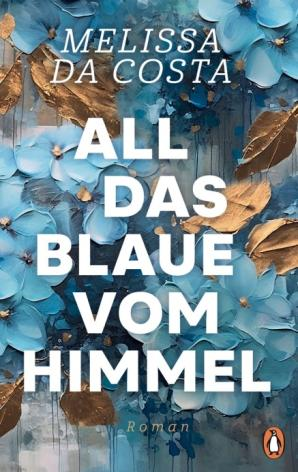 MELISSA
DA COSTA
ALL
DAS
BLAUE
VOM
HIMMEL
Roman